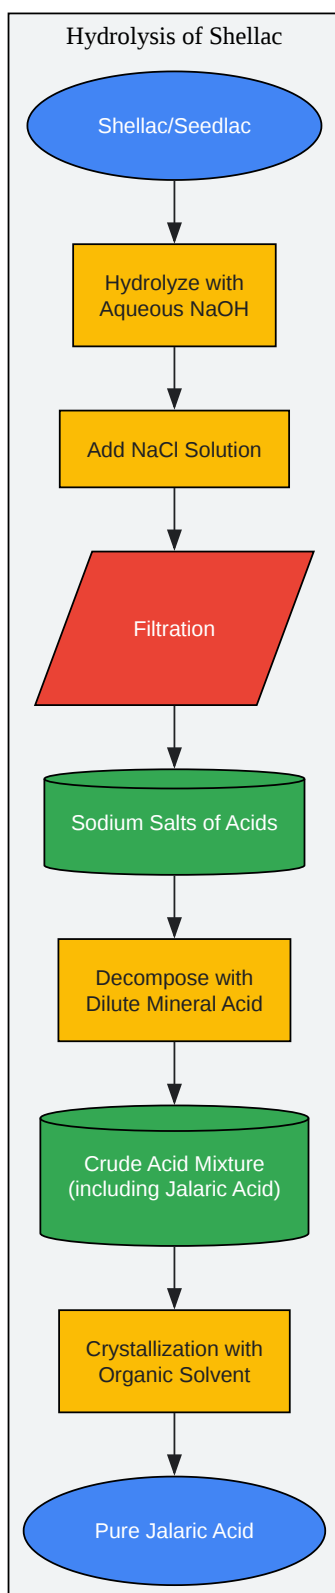 Hydrolysis of Shellac
Shellac/Seedlac
Hydrolyze with
Aqueous NaOH
Add NaCl Solution
Filtration
Sodium Salts of Acids
Decompose with
Dilute Mineral Acid
Crude Acid Mixture
(including Jalaric Acid)
Crystallization with
Organic Solvent
Pure Jalaric Acid